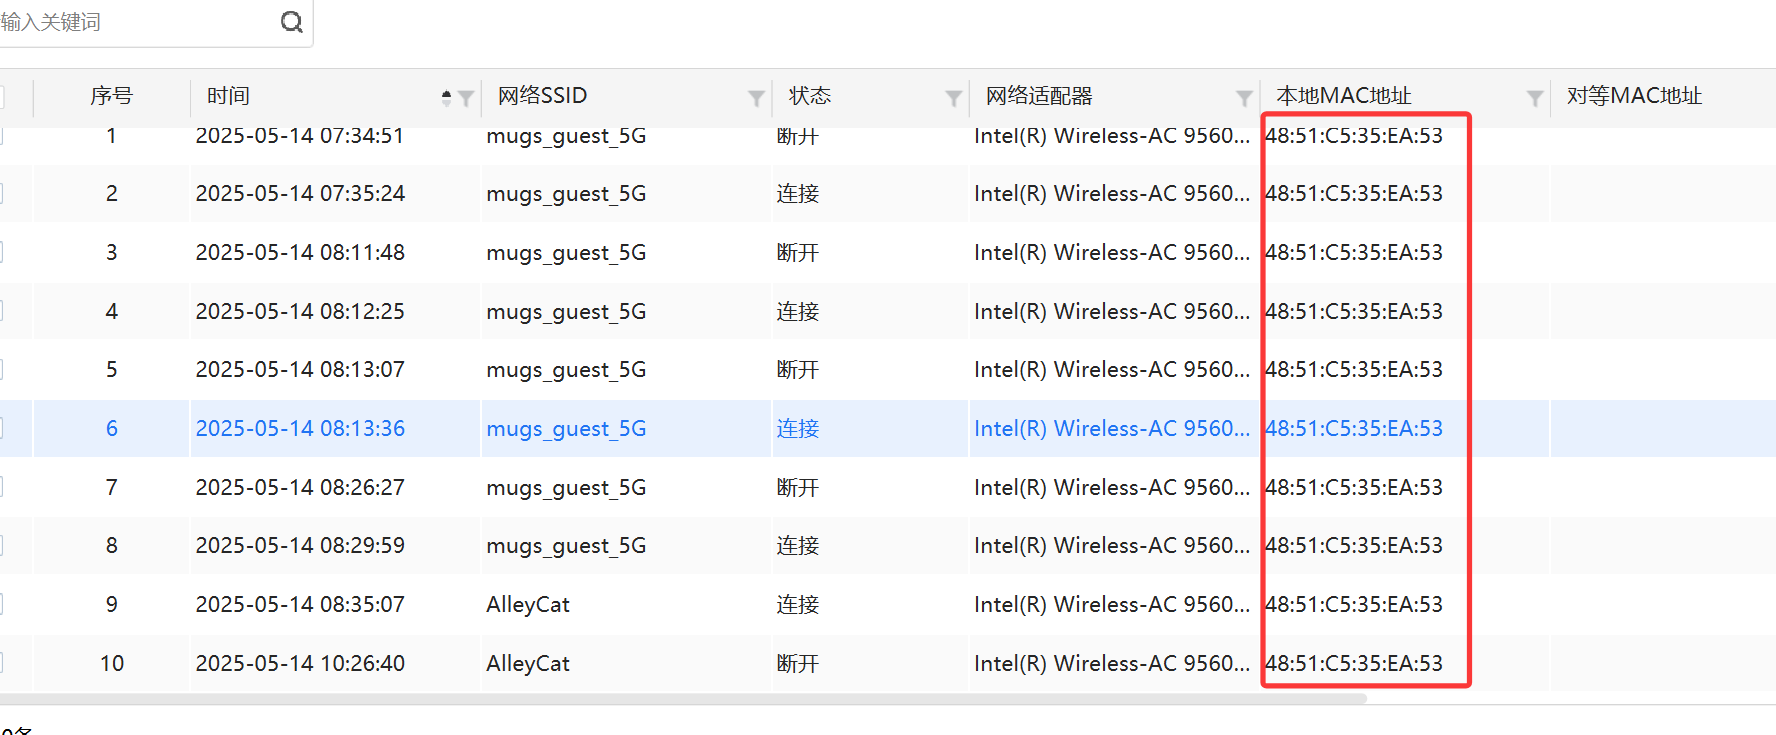 输入关键词
序号 时间 网络SSID 状态 网络适配器 本地MAC地址 对等MAC地址
1 2025-05-14 07:34:51 mugs_guest_5G 断开 Intel(R) Wireless-AC 9560... 48:51:C5:35:EA:53
2 2025-05-14 07:35:24 mugs_guest_5G 连接 Intel(R) Wireless-AC 9560... 48:51:C5:35:EA:53
3 2025-05-14 08:11:48 mugs_guest_5G 断开 Intel(R) Wireless-AC 9560... 48:51:C5:35:EA:53
4 2025-05-14 08:12:25 mugs_guest_5G 连接 Intel(R) Wireless-AC 9560... 48:51:C5:35:EA:53
5 2025-05-14 08:13:07 mugs_guest_5G 断开 Intel(R) Wireless-AC 9560... 48:51:C5:35:EA:53
6 2025-05-14 08:13:36 mugs_guest_5G 连接 Intel(R) Wireless-AC 9560... 48:51:C5:35:EA:53
7 2025-05-14 08:26:27 mugs_guest_5G 断开 Intel(R) Wireless-AC 9560... 48:51:C5:35:EA:53
8 2025-05-14 08:29:59 mugs_guest_5G 连接 Intel(R) Wireless-AC 9560... 48:51:C5:35:EA:53
9 2025-05-14 08:35:07 AlleyCat 连接 Intel(R) Wireless-AC 9560... 48:51:C5:35:EA:53
10 2025-05-14 10:26:40 AlleyCat 断开 Intel(R) Wireless-AC 9560... 48:51:C5:35:EA:53